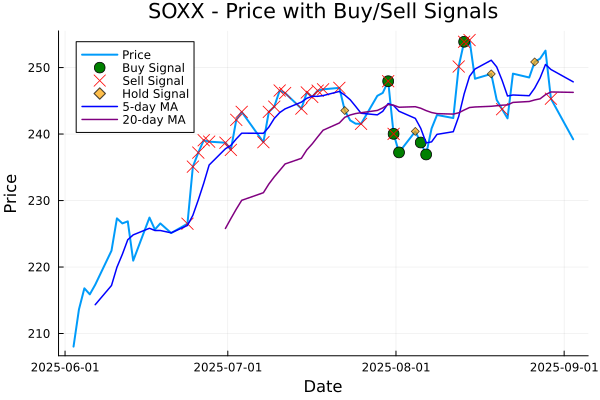 SOXX - Price with Buy/Sell Signals
Price
Buy Signal
Sell Signal
Hold Signal
5-day MA
20-day MA
250
240
230
220
210
Price
2025-06-01 2025-07-01 2025-08-01 2025-09-01
Date